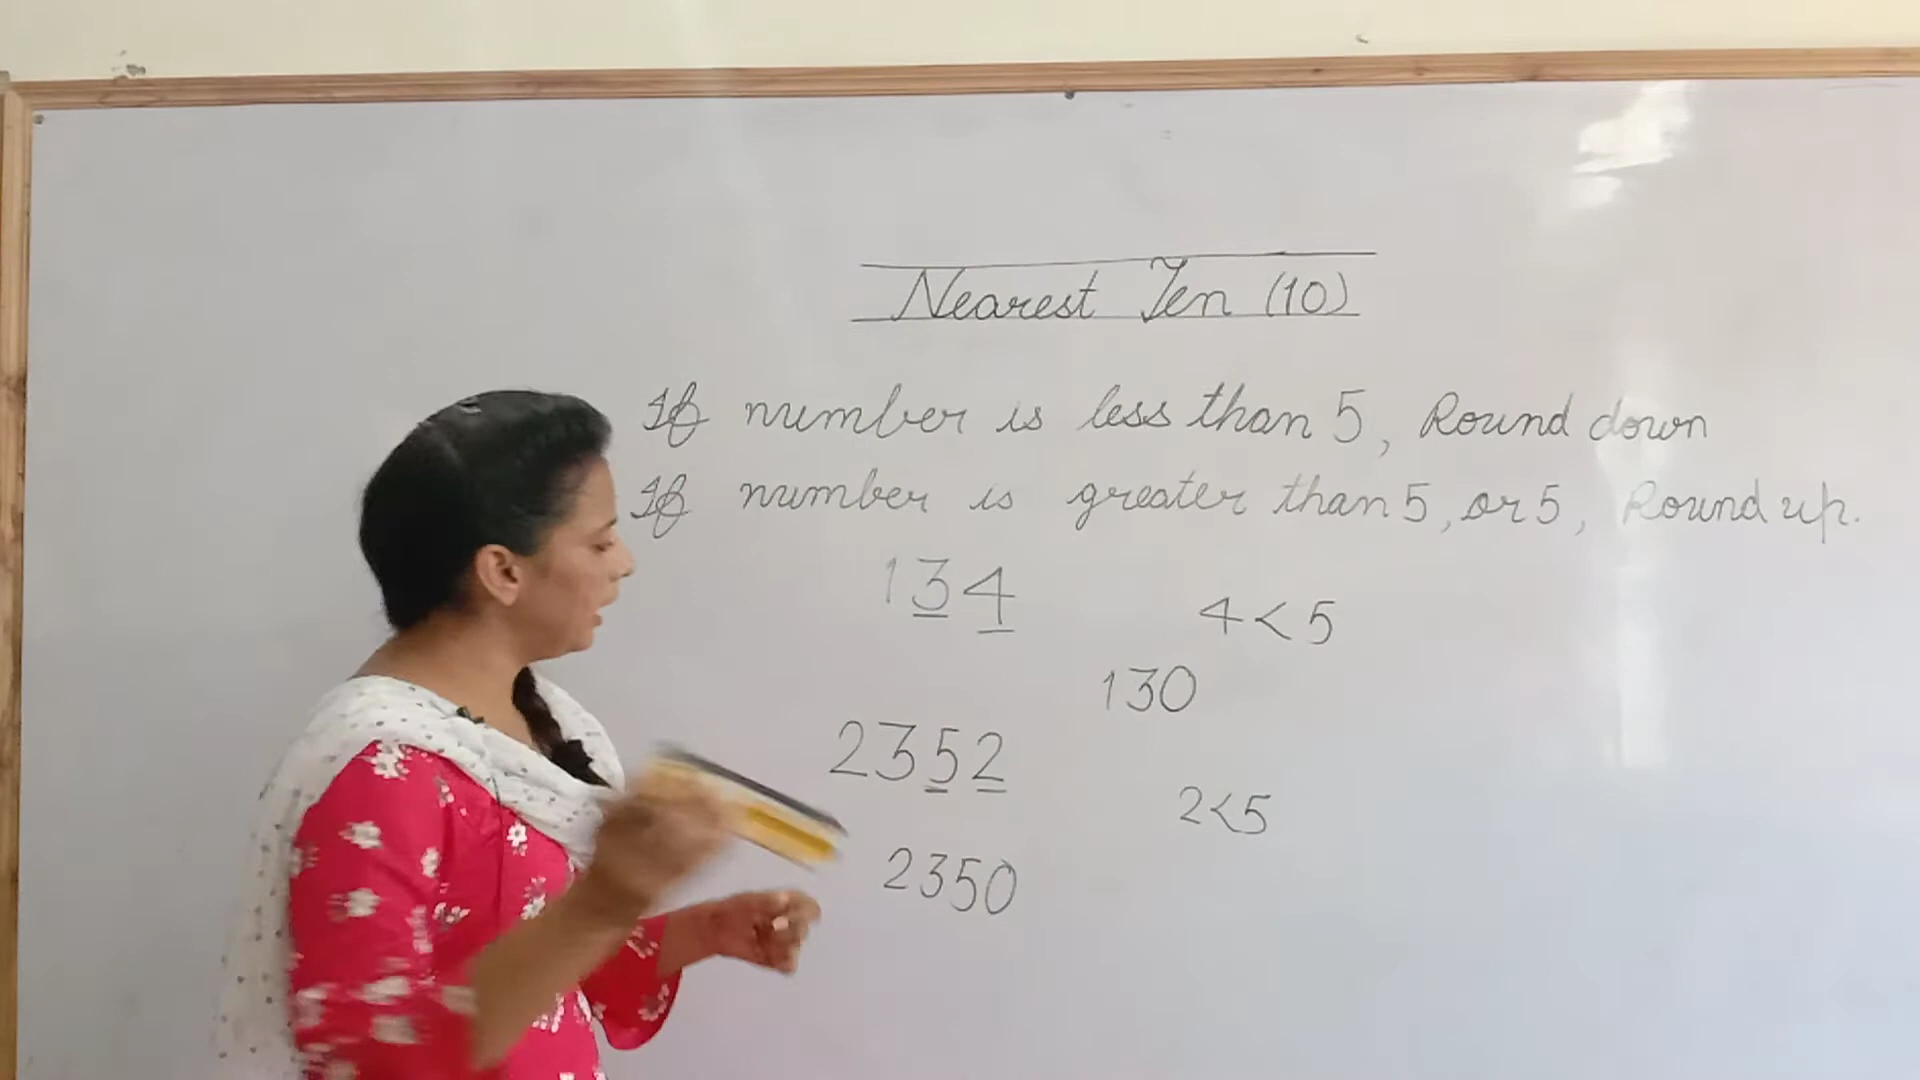 Nearest Ten (10)
If number is less than 5, Round down
If number is greater than 5, or 5, Round up.
134 4<5
130
2352
2<5
2350